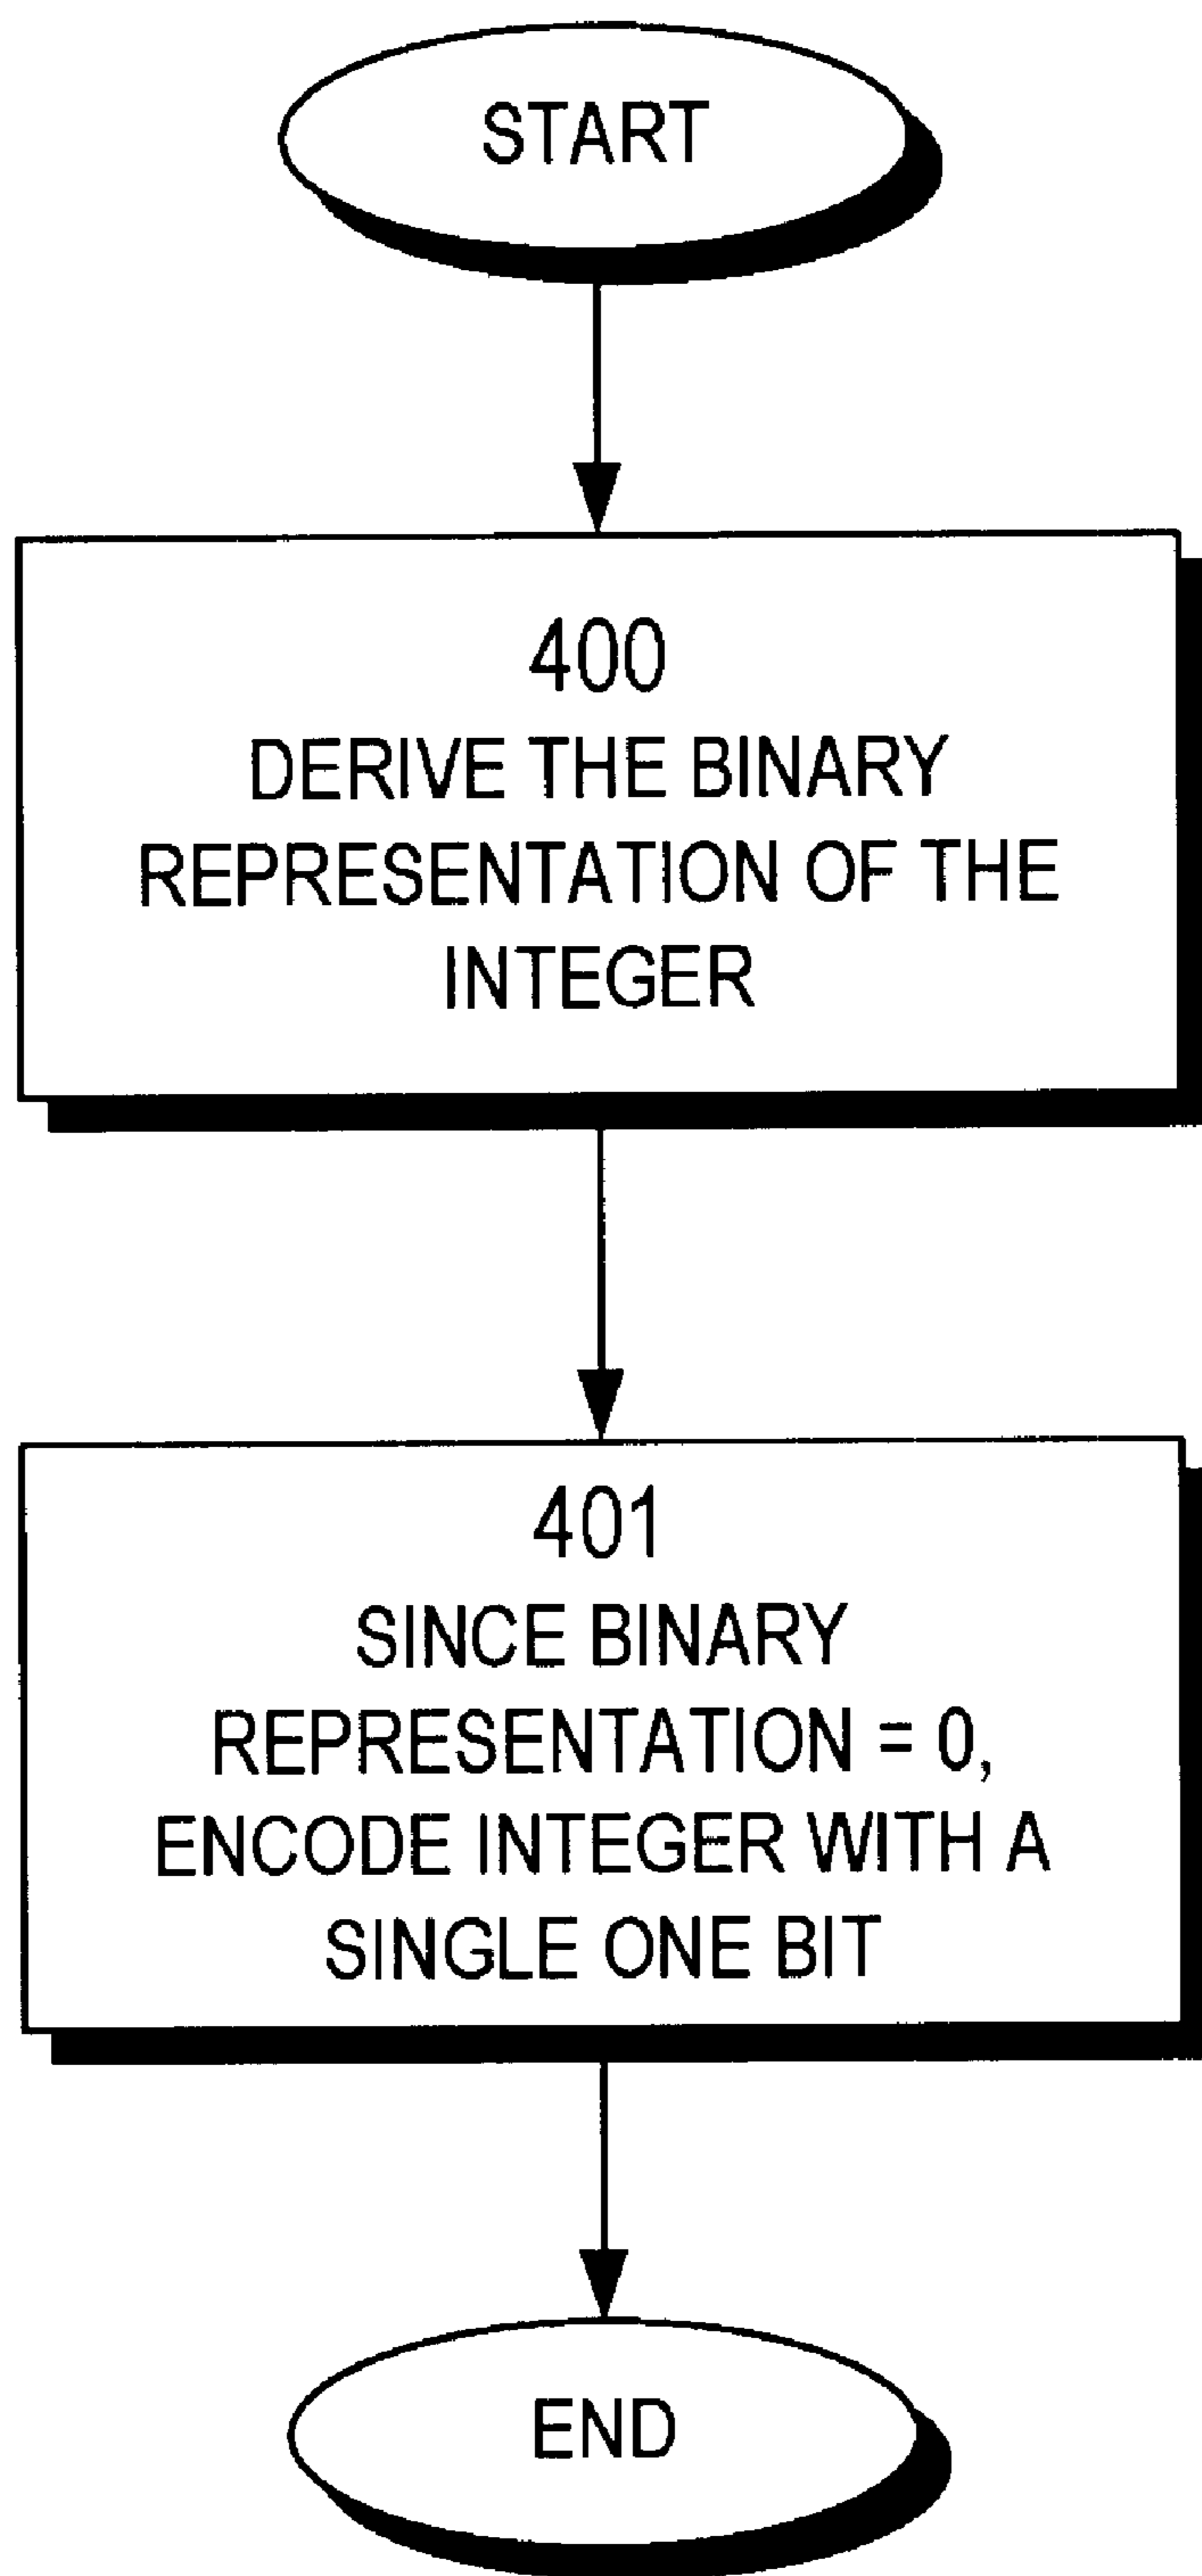 START
400
DERIVE THE BINARY
REPRESENTATION OF THE
INTEGER
401
SINCE BINARY
REPRESENTATION = 0,
ENCODE INTEGER WITH A
SINGLE ONE BIT
END